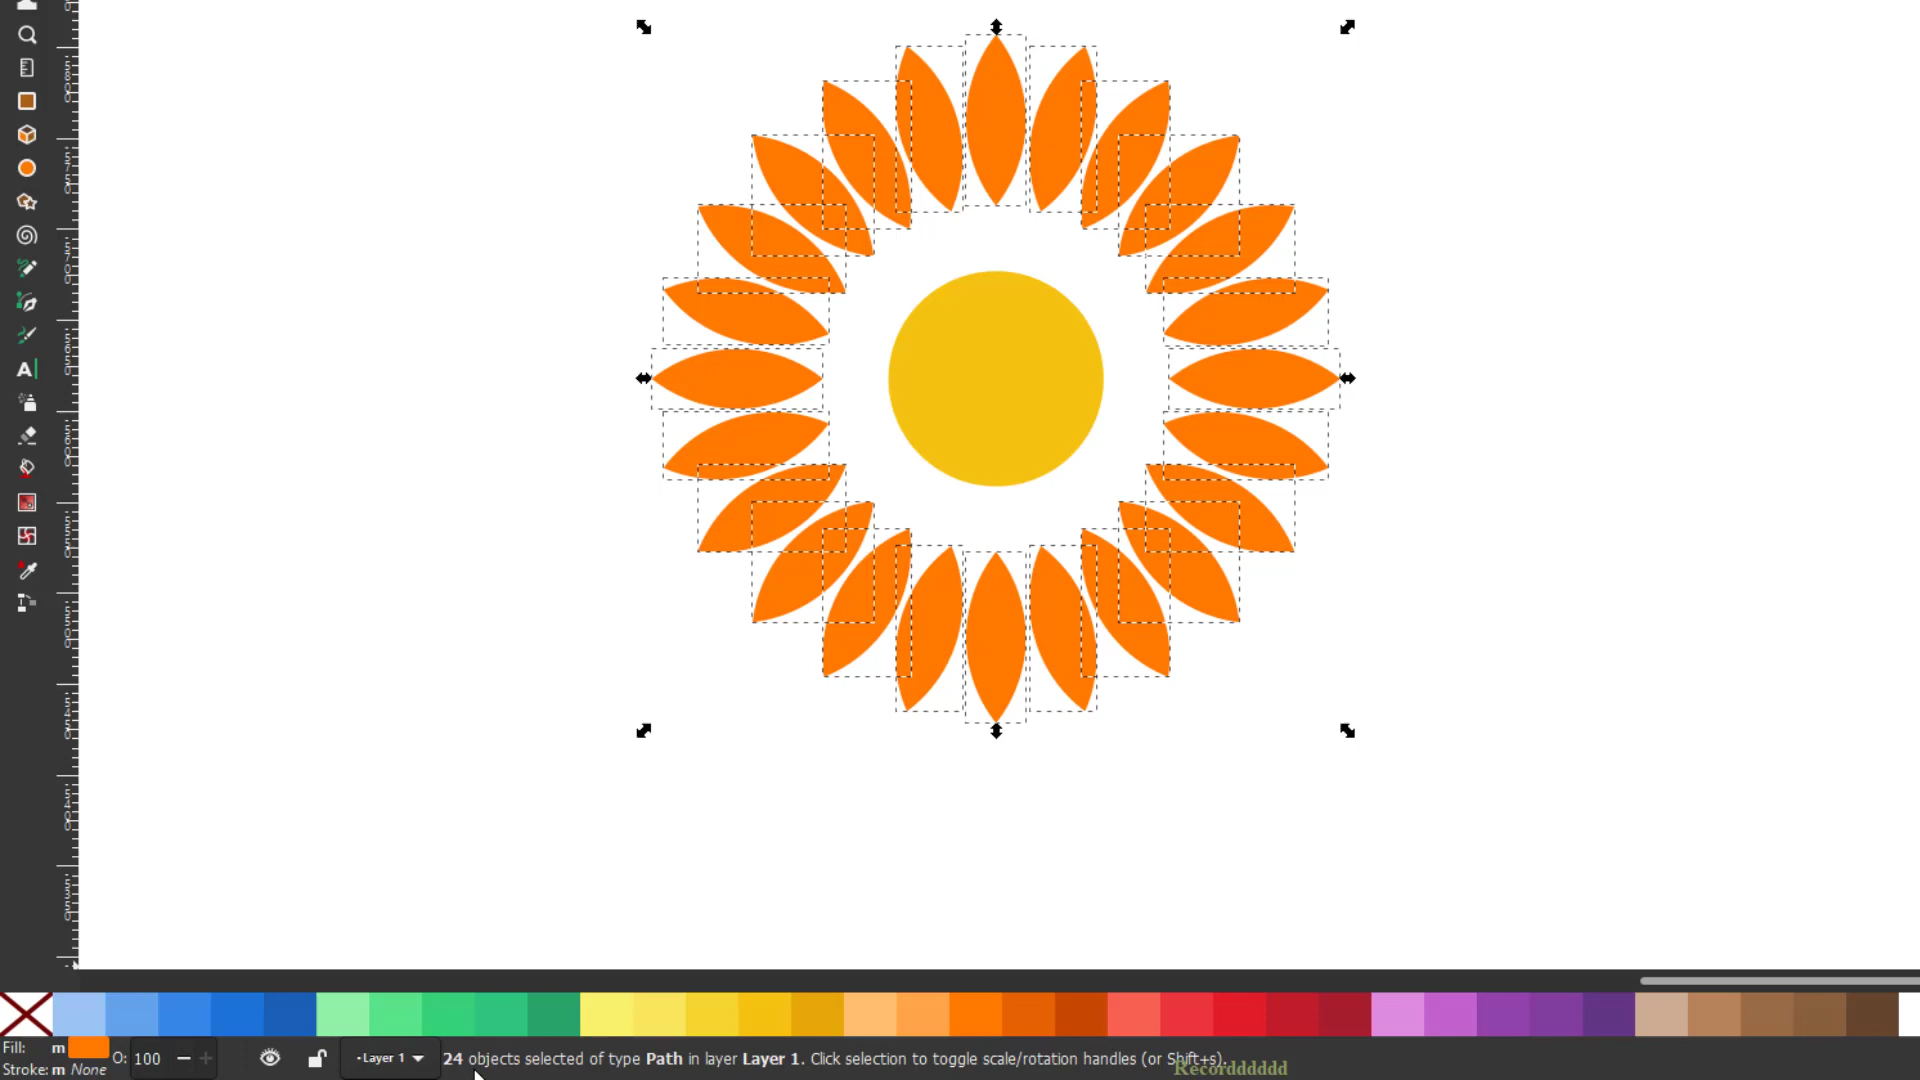 Fill: m O: 100 Layer 1 24 objects selected of type Path in layer Layer 1. Click selection to toggle scale/rotation handles (or Shift+s).
Stroke: m None
Recordddddd